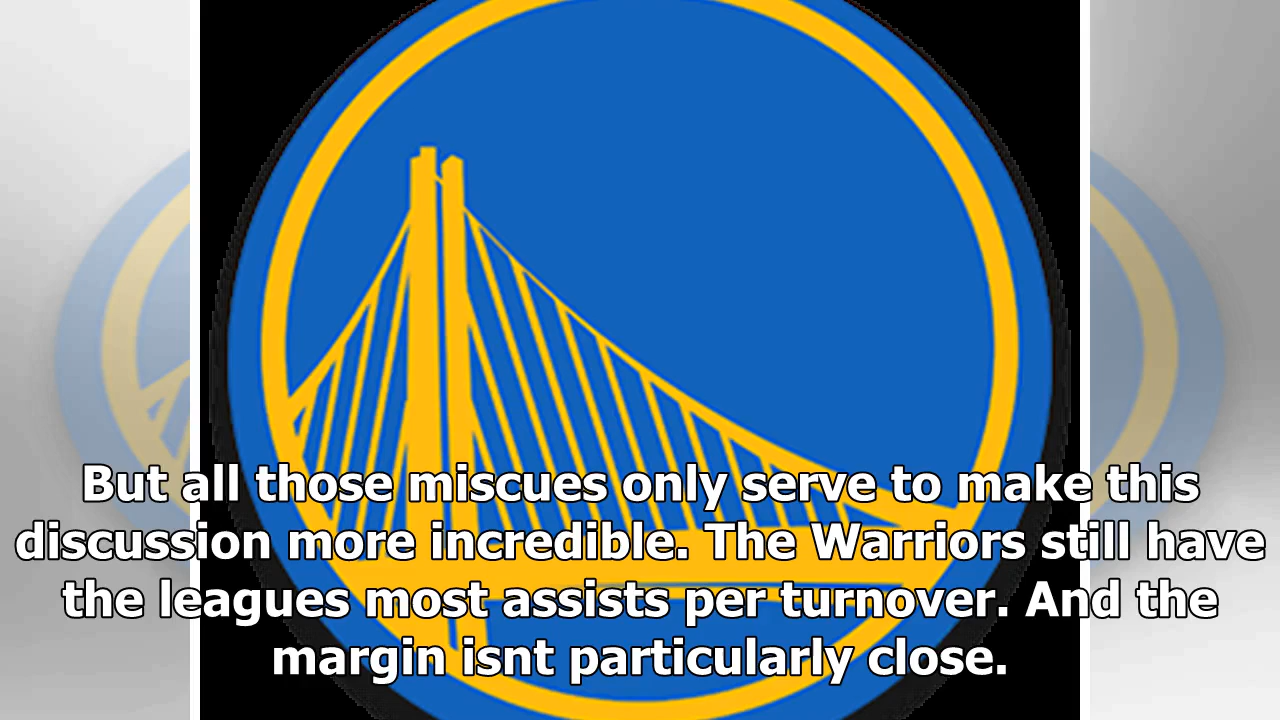 But all those miscues only serve to make this
discussion more incredible. The Warriors still have
the leagues most assists per turnover. And the
margin isnt particularly close.